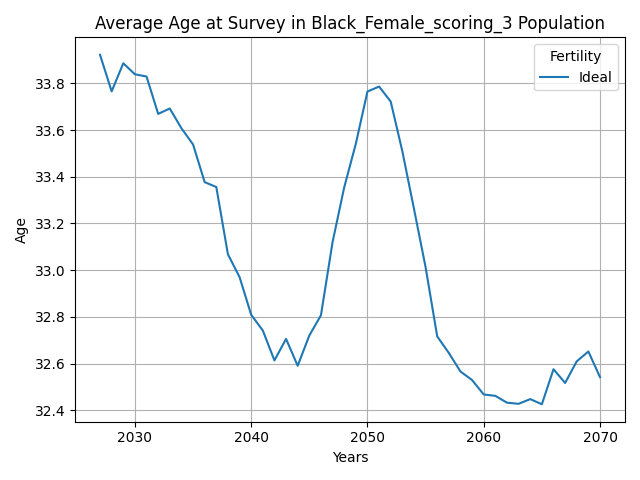 Average Age at Survey in Black_Female_scoring_3 Population
Fertility
Ideal
33.8
33.6
33.4
33.2
33.0
32.8
32.6
32.4
Age
2030 2040 2050 2060 2070
Years